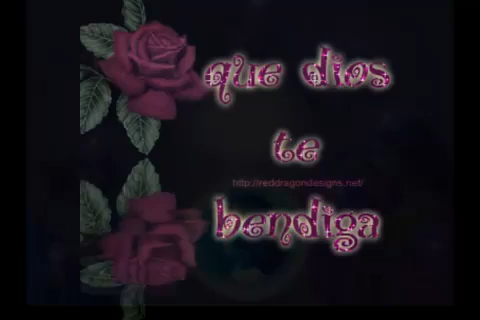 que dios
te
http://reddragondesigns.net/
bendiga